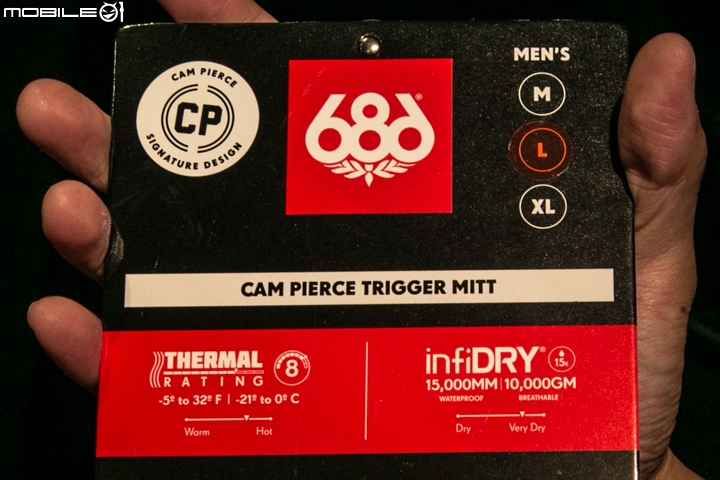 MOBILE01
CAM PIERCE
CP
SIGNATURE DESIGN
686®
MEN'S
M
L
XL
CAM PIERCE TRIGGER MITT
THERMAL
RATING
8
-5º to 32º F | -21º to 0º C
Warm Hot
infiDRY®
15K
15,000MM | 10,000GM
WATERPROOF BREATHABLE
Dry Very Dry